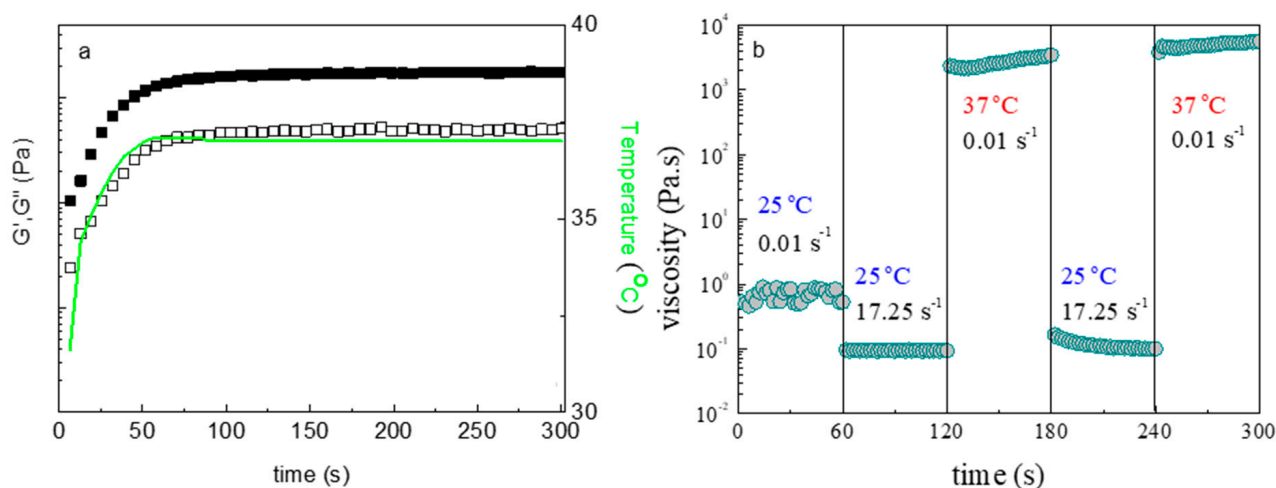 a
G',G'' (Pa)
40
35
30
Temperature (°C)
0 50 100 150 200 250 300
time (s)
b
viscosity (Pa.s)
10⁴
10³
10²
10¹
10⁰
10⁻¹
10⁻²
25 °C
0.01 s⁻¹
25 °C
17.25 s⁻¹
37 °C
0.01 s⁻¹
25 °C
17.25 s⁻¹
37 °C
0.01 s⁻¹
0 60 120 180 240 300
time (s)